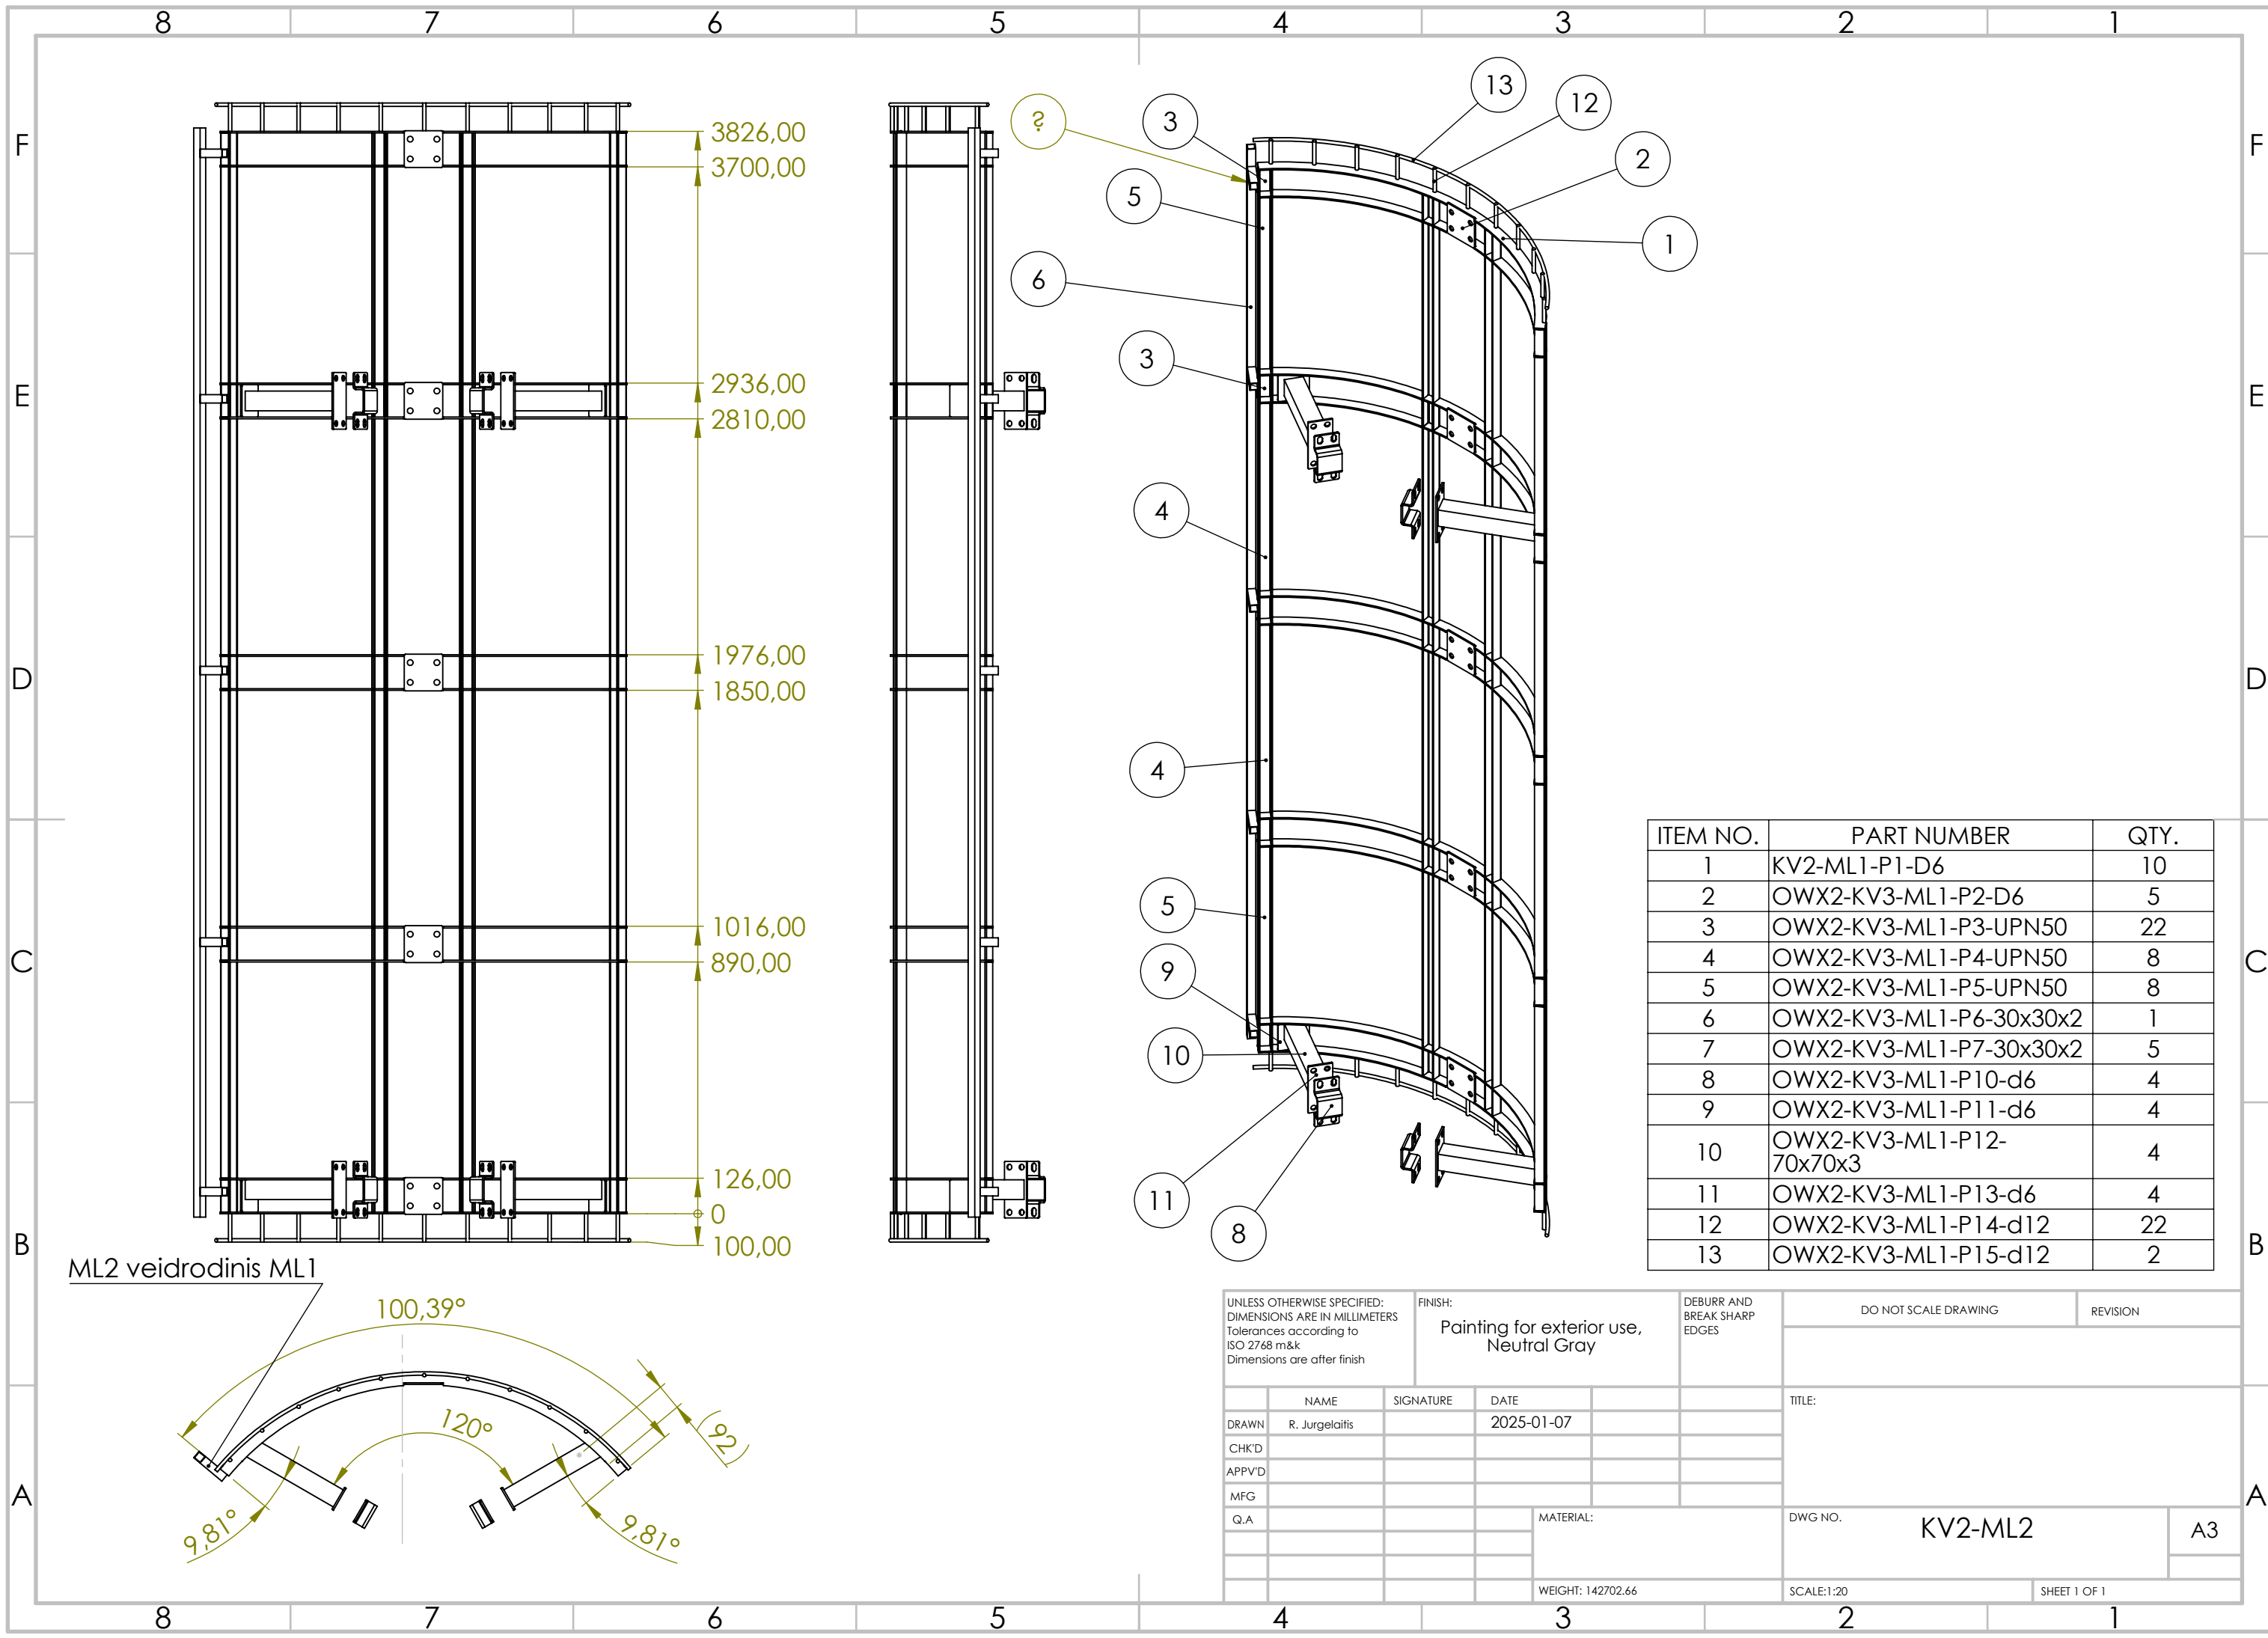 8 7 6 5 4 3 2 1
F F
E E
D D
C C
B B
A A
3826,00
3700,00
2936,00
2810,00
1976,00
1850,00
1016,00
890,00
126,00
0
100,00
?
3
13
12
2
1
5
6
3
4
4
5
9
10
11
8
ML2 veidrodinis ML1
100,39°
120°
(92)
9,81°
9,81°
ITEM NO. PART NUMBER QTY.
1 KV2-ML1-P1-D6 10
2 OWX2-KV3-ML1-P2-D6 5
3 OWX2-KV3-ML1-P3-UPN50 22
4 OWX2-KV3-ML1-P4-UPN50 8
5 OWX2-KV3-ML1-P5-UPN50 8
6 OWX2-KV3-ML1-P6-30x30x2 1
7 OWX2-KV3-ML1-P7-30x30x2 5
8 OWX2-KV3-ML1-P10-d6 4
9 OWX2-KV3-ML1-P11-d6 4
10 OWX2-KV3-ML1-P12-
70x70x3 4
11 OWX2-KV3-ML1-P13-d6 4
12 OWX2-KV3-ML1-P14-d12 22
13 OWX2-KV3-ML1-P15-d12 2
UNLESS OTHERWISE SPECIFIED:
DIMENSIONS ARE IN MILLIMETERS
Tolerances according to
ISO 2768 m&k
Dimensions are after finish
FINISH:
Painting for exterior use,
Neutral Gray
DEBURR AND
BREAK SHARP
EDGES
DO NOT SCALE DRAWING
REVISION
NAME SIGNATURE DATE
TITLE:
DRAWN R. Jurgelaitis 2025-01-07
CHK'D
APPV'D
MFG
Q.A
MATERIAL:
DWG NO.
KV2-ML2
A3
WEIGHT: 142702.66
SCALE:1:20
SHEET 1 OF 1
8 7 6 5 4 3 2 1